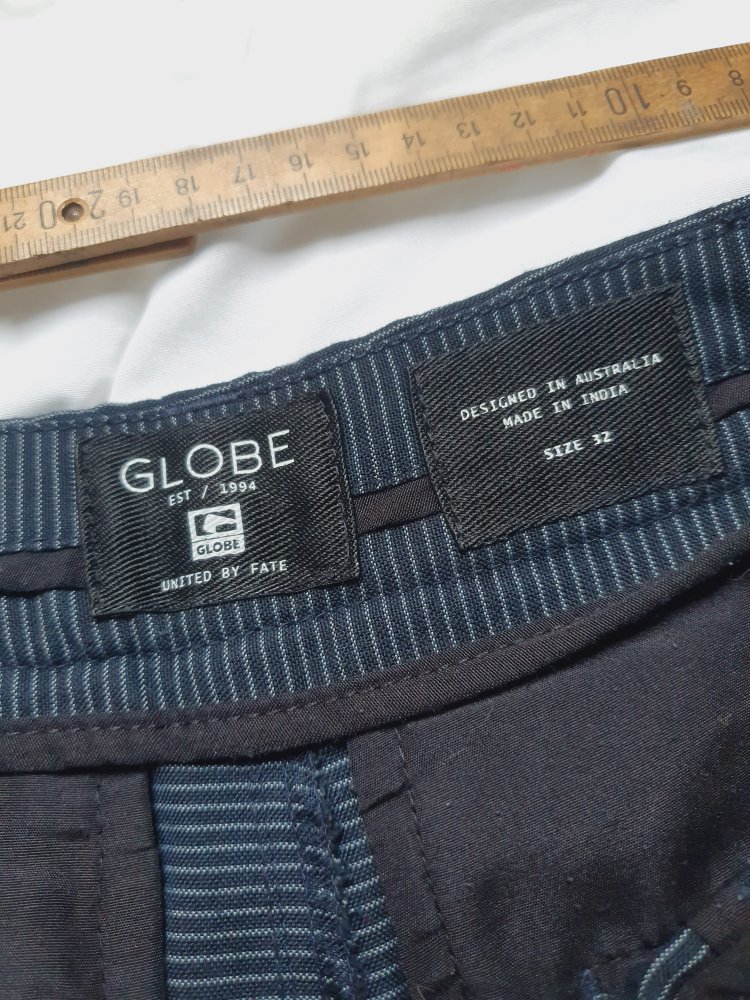 21 20 19 18 17 16 15 14 13 12 11 10 9 8
GLOBE
EST / 1994
GLOBE
UNITED BY FATE
DESIGNED IN AUSTRALIA
MADE IN INDIA
SIZE 32